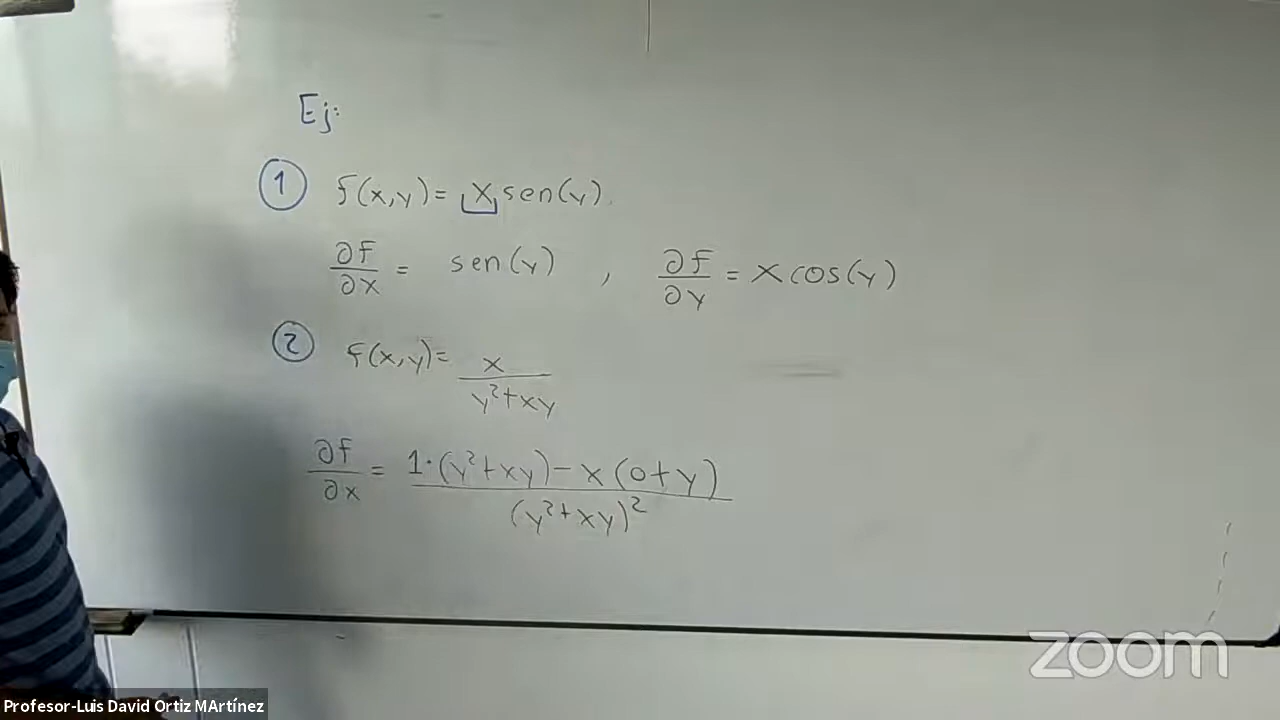 Ej:
① f(x,y)= x sen(y).
∂f/∂x = sen(y) , ∂f/∂y = x cos(y)
② f(x,y)= x/(y²+xy)
∂f/∂x = (1·(y²+xy) − x(0+y))/(y²+xy)²
zoom
Profesor-Luis David Ortiz MArtínez